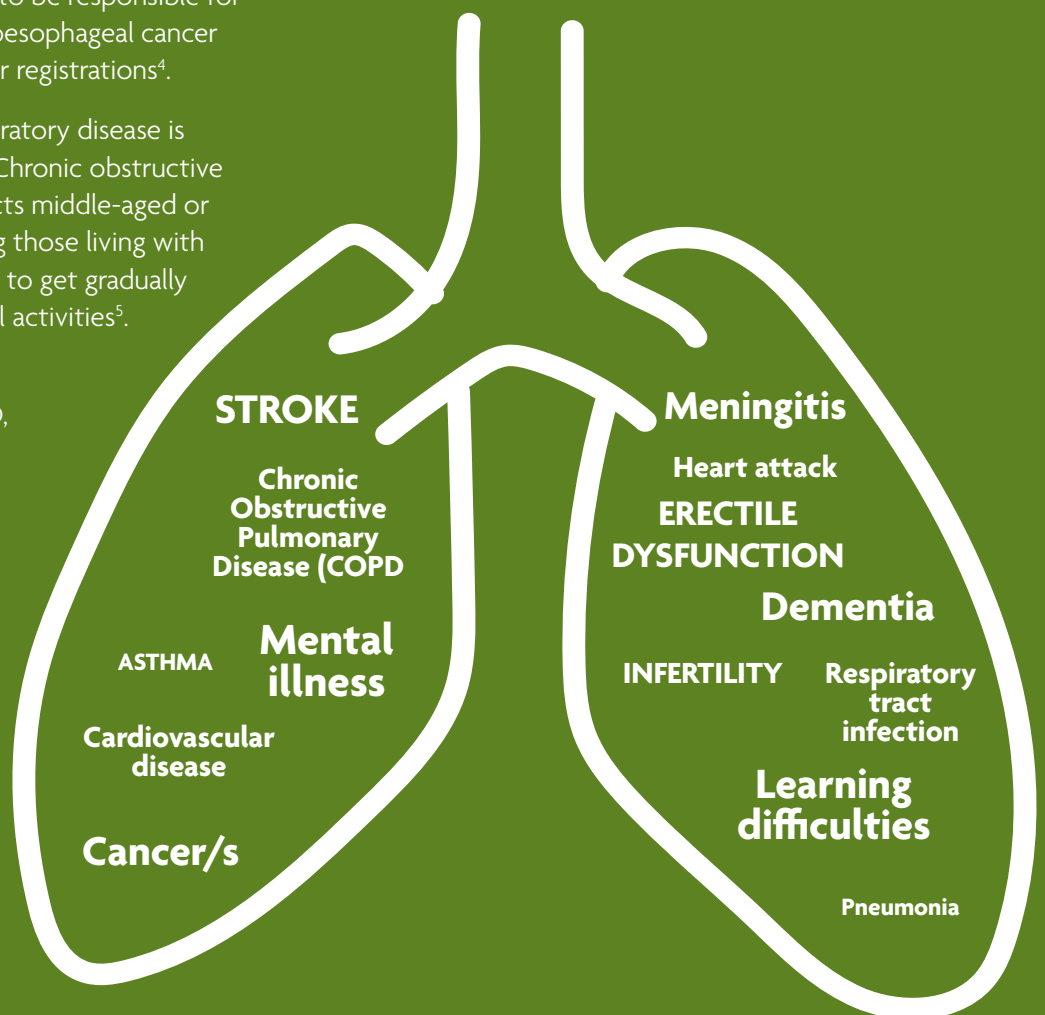 to be responsible for
oesophageal cancer
r registrations⁴.
ratory disease is
Chronic obstructive
cts middle-aged or
g those living with
to get gradually
l activities⁵.
STROKE
Chronic
Obstructive
Pulmonary
Disease (COPD
ASTHMA
Mental
illness
Cardiovascular
disease
Cancer/s
Meningitis
Heart attack
ERECTILE
DYSFUNCTION
Dementia
INFERTILITY
Respiratory
tract
infection
Learning
difficulties
Pneumonia